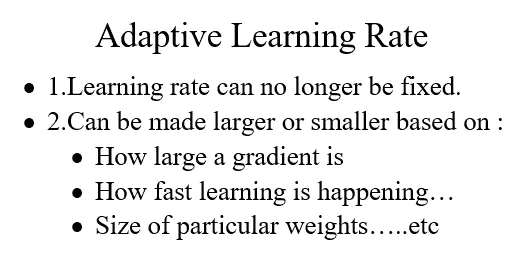 Adaptive Learning Rate
• 1.Learning rate can no longer be fixed.
• 2.Can be made larger or smaller based on :
• How large a gradient is
• How fast learning is happening…
• Size of particular weights…..etc